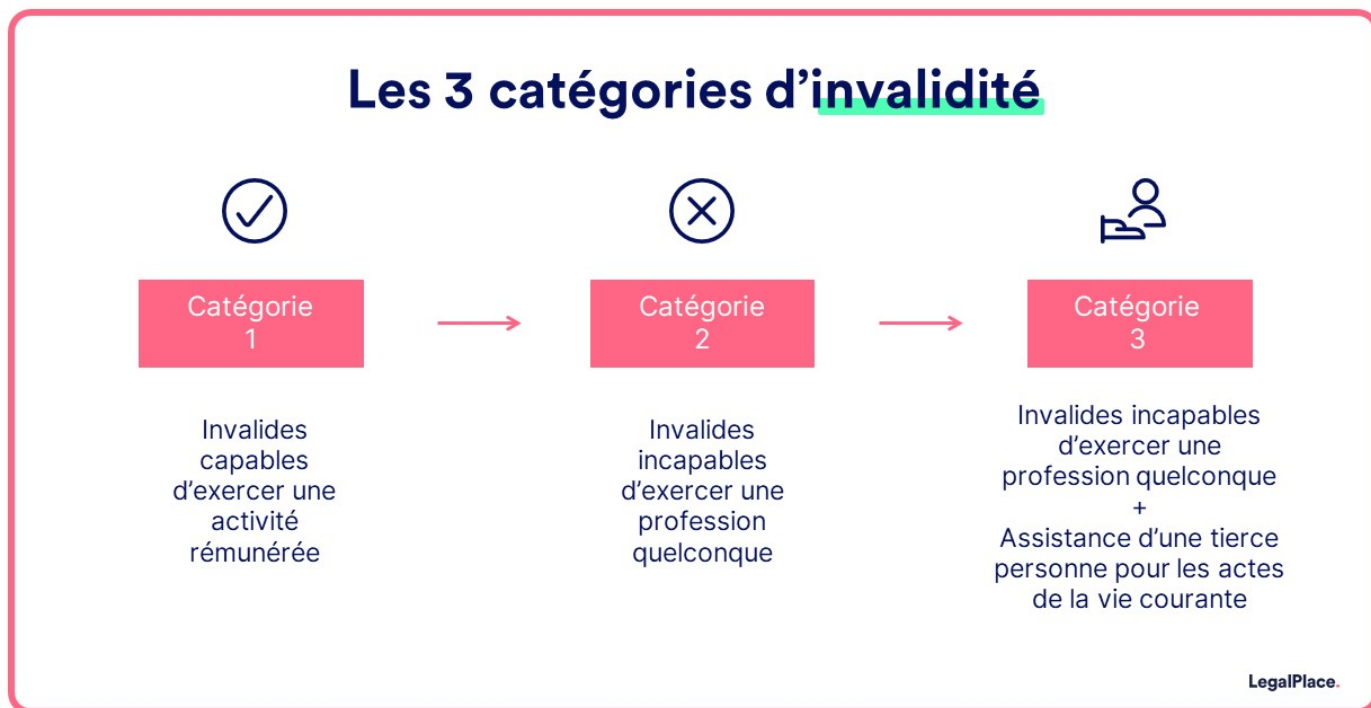 Les 3 catégories d’invalidité
Catégorie
1
Invalides
capables
d’exercer une
activité
rémunérée
Catégorie
2
Invalides
incapables
d’exercer une
profession
quelconque
Catégorie
3
Invalides incapables
d’exercer une
profession quelconque
+
Assistance d’une tierce
personne pour les actes
de la vie courante
LegalPlace.